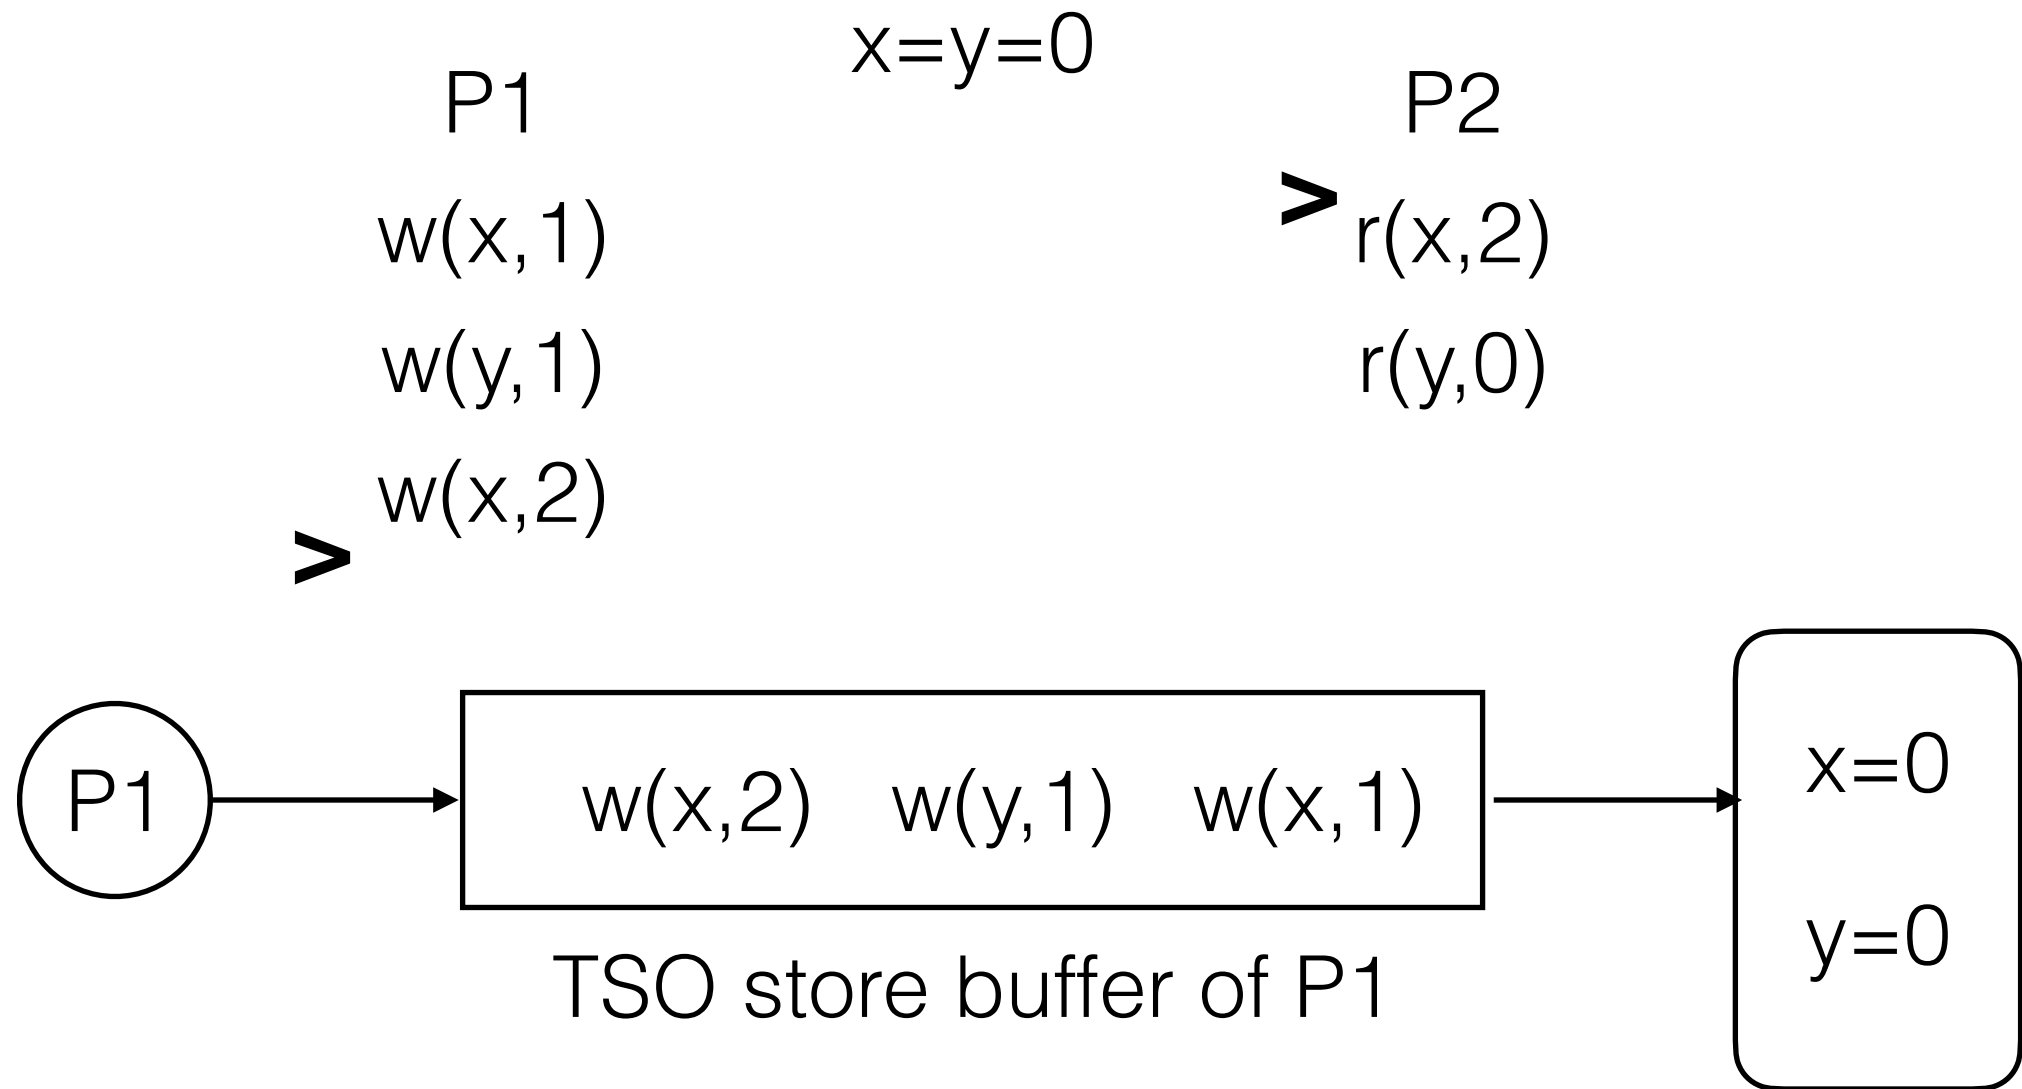 x=y=0
P1 P2
w(x,1) > r(x,2)
w(y,1) r(y,0)
w(x,2)
>
P1 w(x,2) w(y,1) w(x,1) x=0
y=0
TSO store buffer of P1